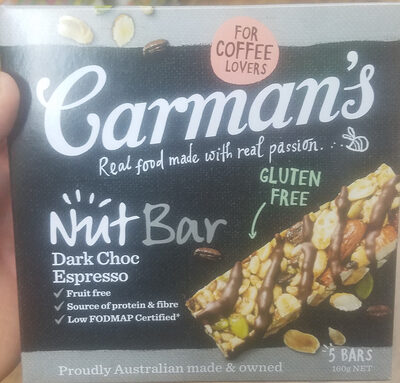 FOR
COFFEE
LOVERS
Carman's
Real food made with real passion.
GLUTEN
FREE
Nut Bar
Dark Choc
Espresso
✓ Fruit free
✓ Source of protein & fibre
✓ Low FODMAP Certified*
5 BARS
160g NET
Proudly Australian made & owned